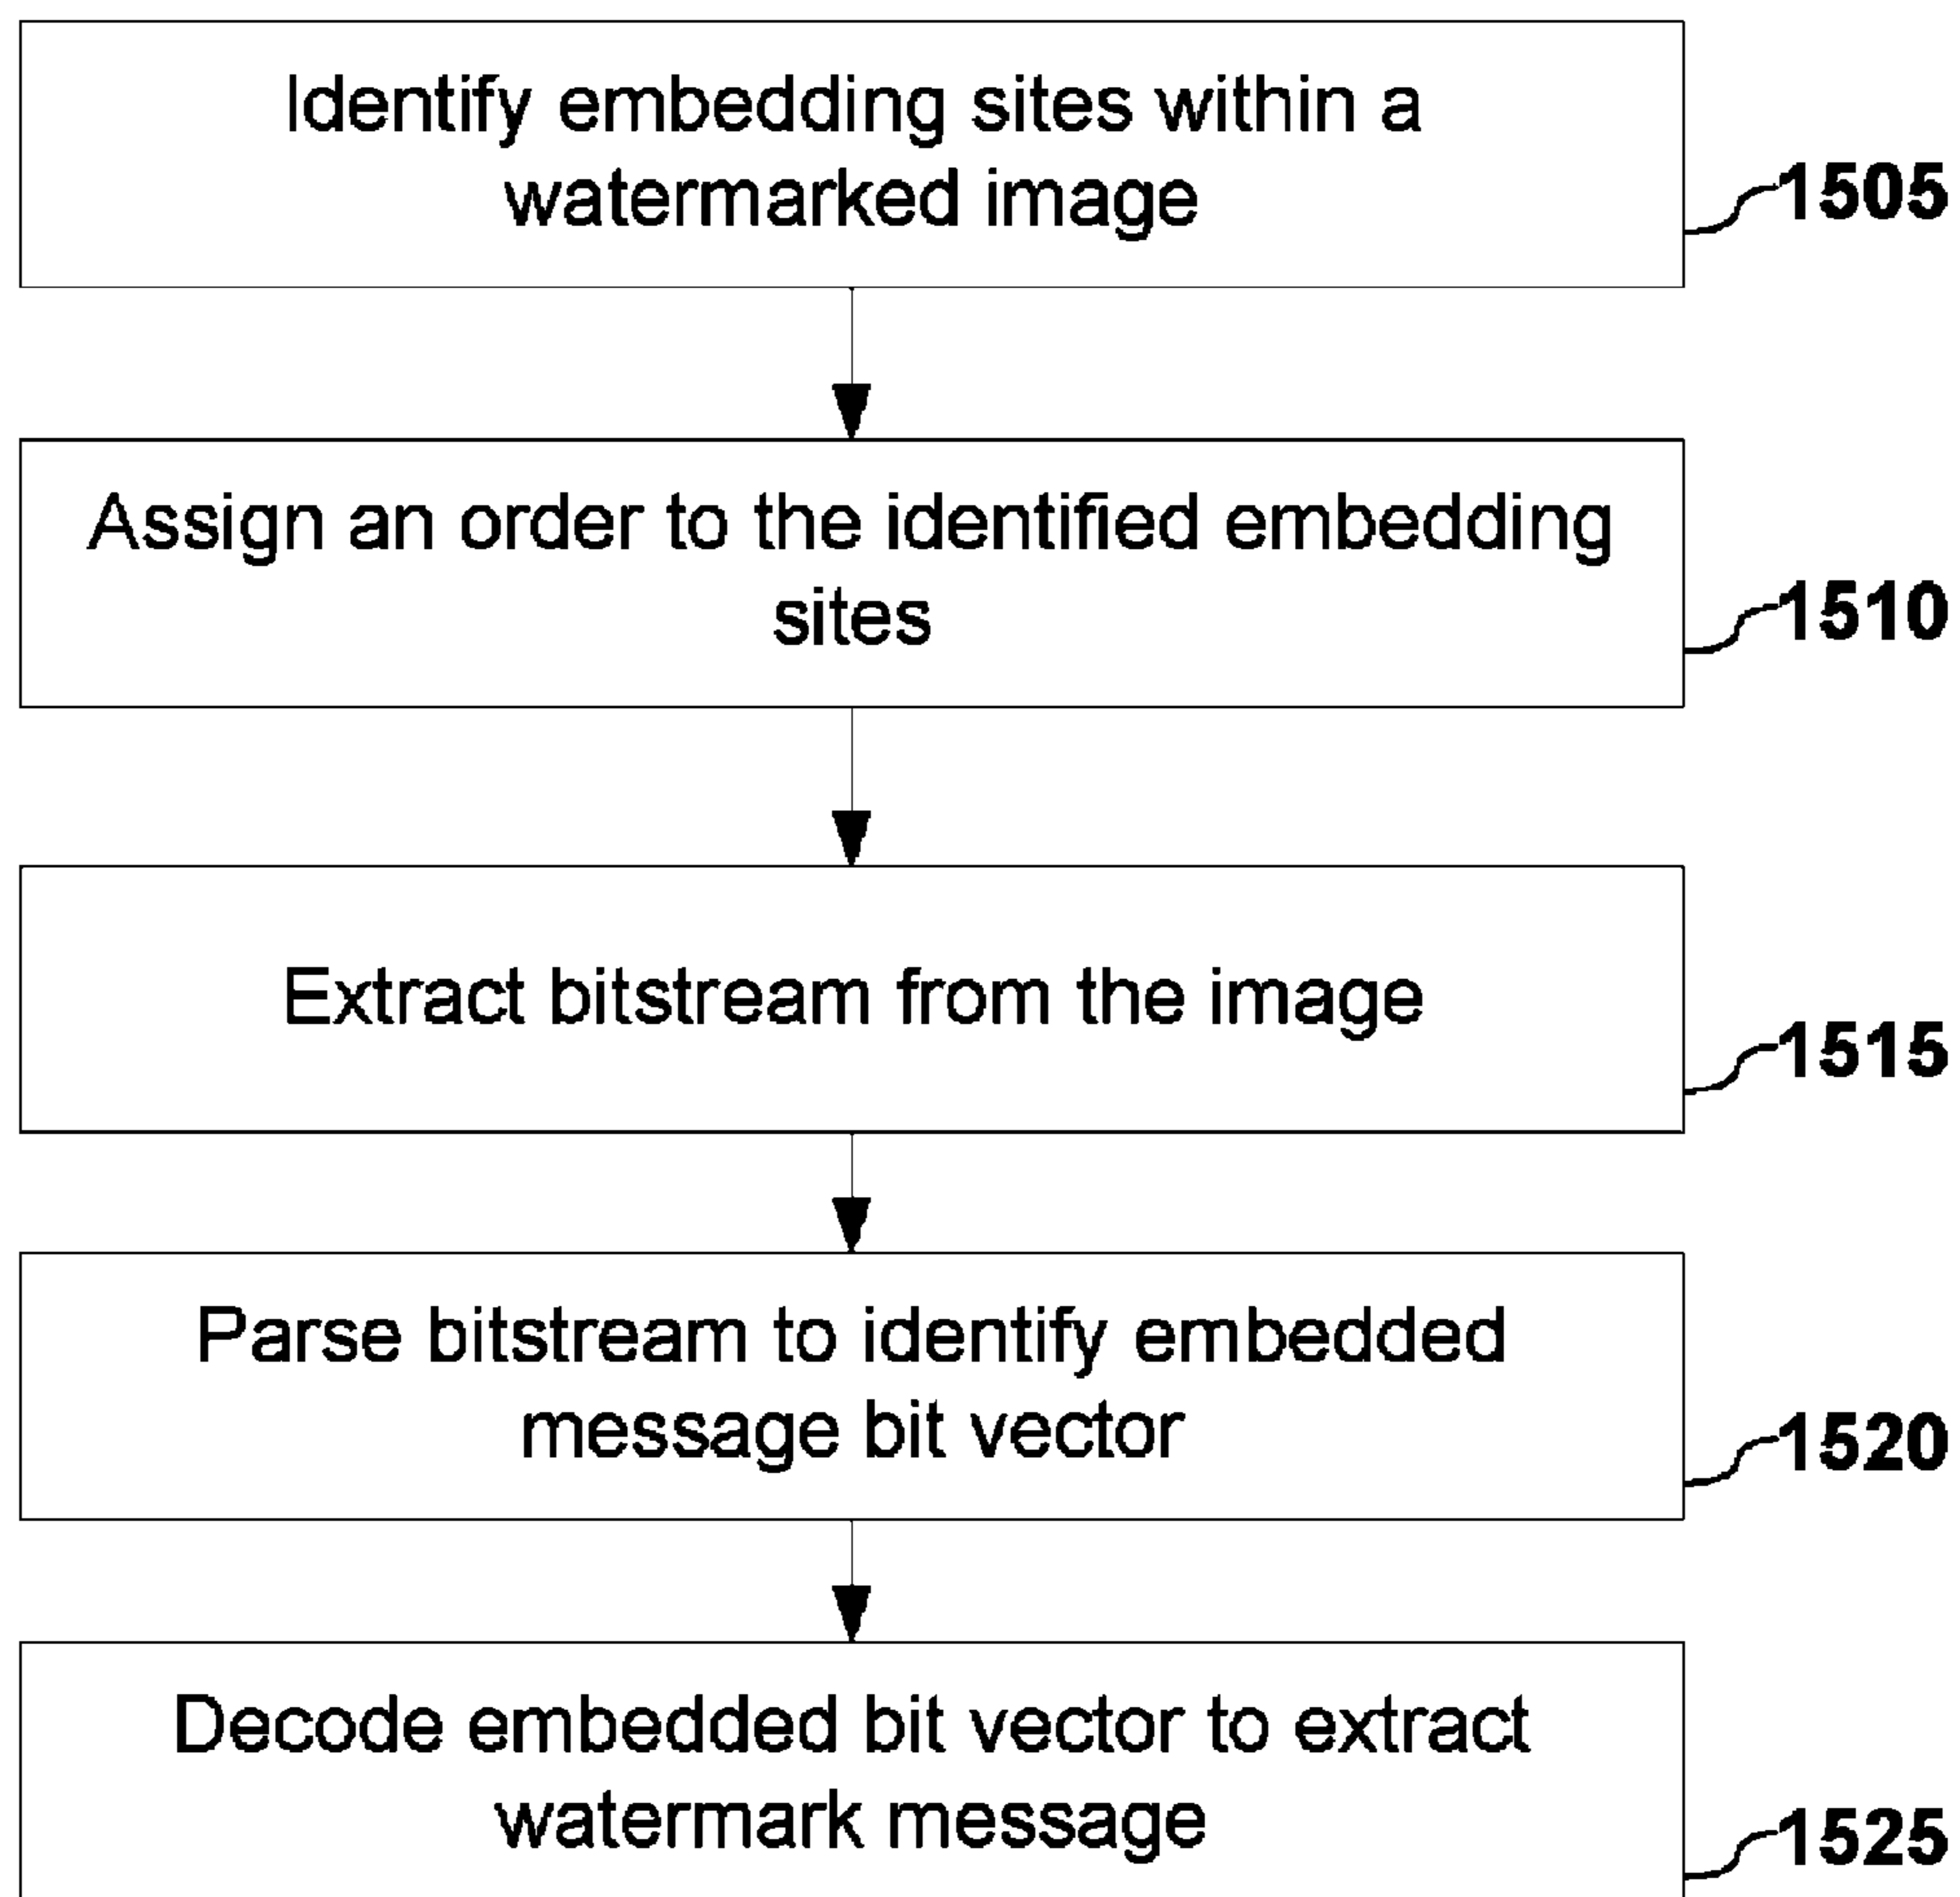 Identify embedding sites within a
watermarked image
1505
Assign an order to the identified embedding
sites
1510
Extract bitstream from the image
1515
Parse bitstream to identify embedded
message bit vector
1520
Decode embedded bit vector to extract
watermark message
1525